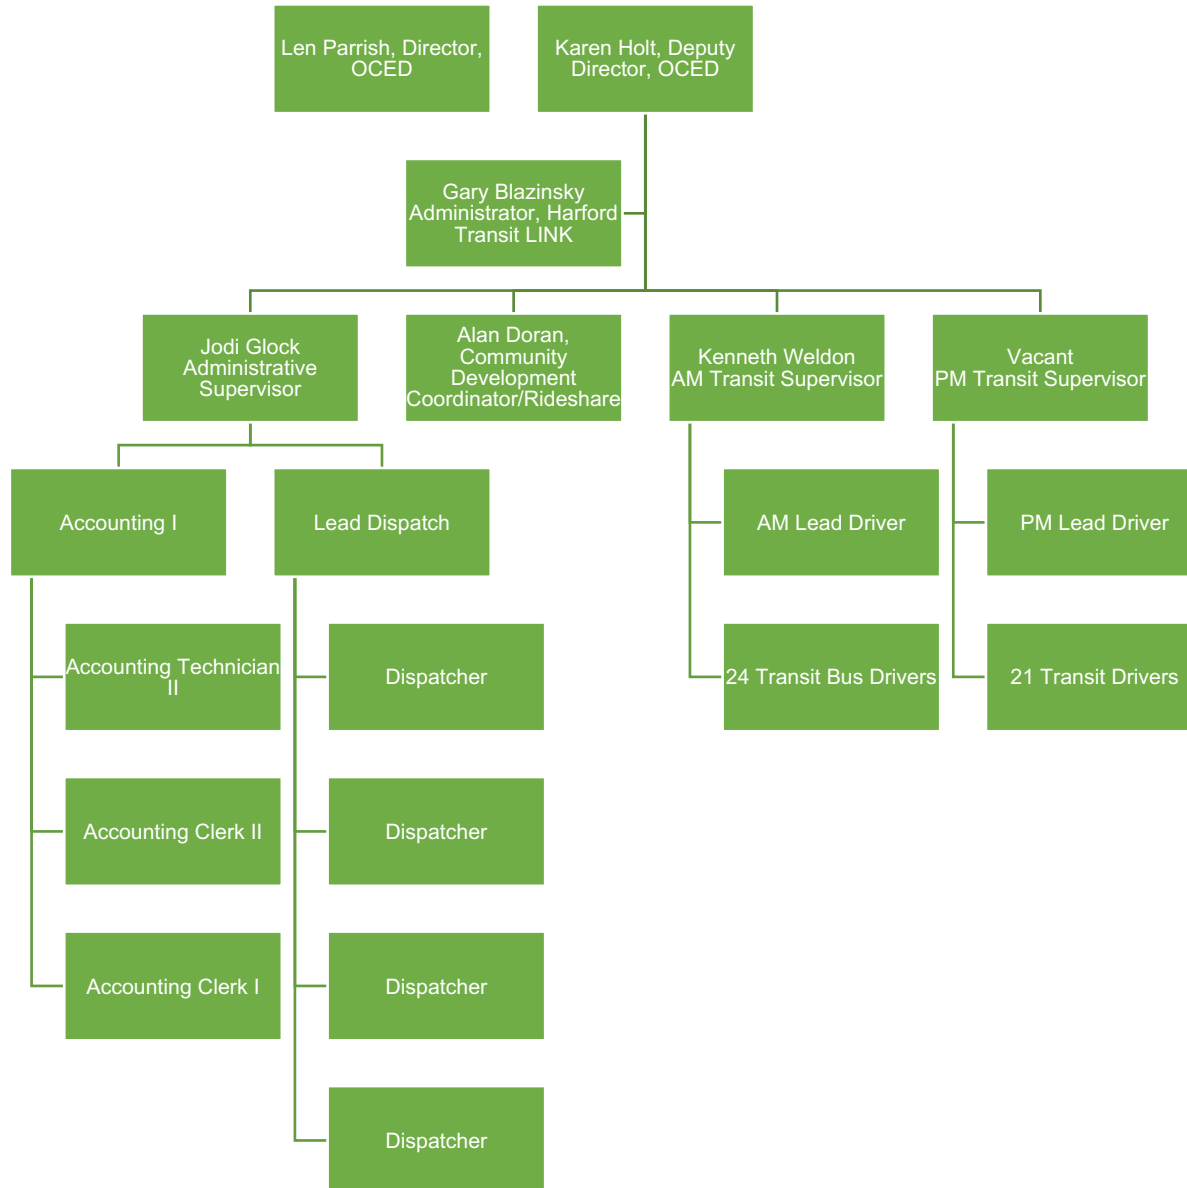 Len Parrish, Director,
OCED
Karen Holt, Deputy
Director, OCED
Gary Blazinsky
Administrator, Harford
Transit LINK
Jodi Glock
Administrative
Supervisor
Alan Doran,
Community
Development
Coordinator/Rideshare
Kenneth Weldon
AM Transit Supervisor
Vacant
PM Transit Supervisor
Accounting I
Lead Dispatch
AM Lead Driver
PM Lead Driver
Accounting Technician
II
Dispatcher
24 Transit Bus Drivers
21 Transit Drivers
Accounting Clerk II
Dispatcher
Accounting Clerk I
Dispatcher
Dispatcher